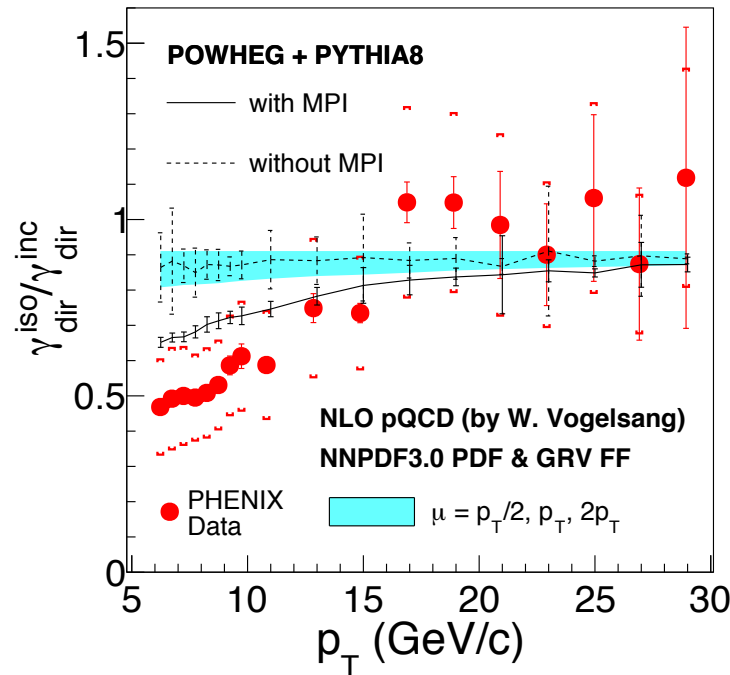 1.5
1
0.5
0
5
10
15
20
25
30
POWHEG + PYTHIA8
with MPI
without MPI
NLO pQCD (by W. Vogelsang)
NNPDF3.0 PDF & GRV FF
PHENIX
Data
μ = p_T/2, p_T, 2p_T
p_T (GeV/c)
γ^iso_dir/γ^inc_dir